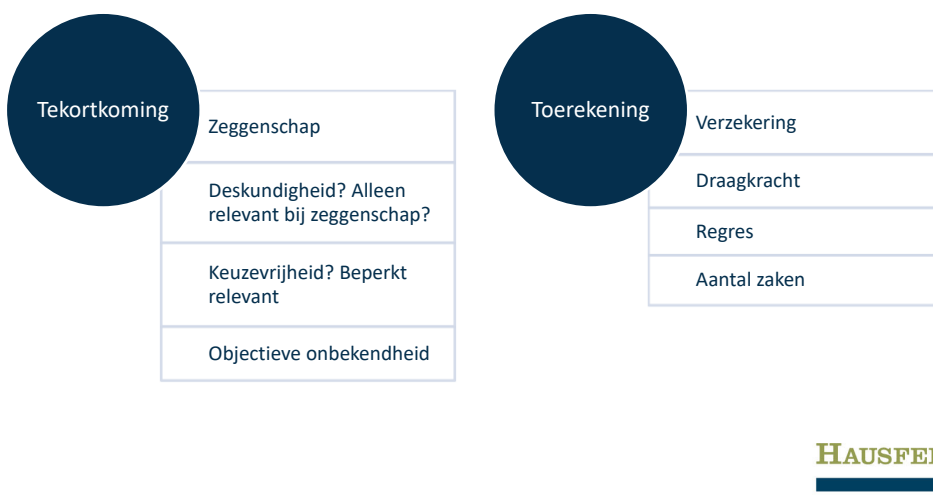 Tekortkoming
Zeggenschap
Deskundigheid? Alleen
relevant bij zeggenschap?
Keuzevrijheid? Beperkt
relevant
Objectieve onbekendheid
Toerekening
Verzekering
Draagkracht
Regres
Aantal zaken